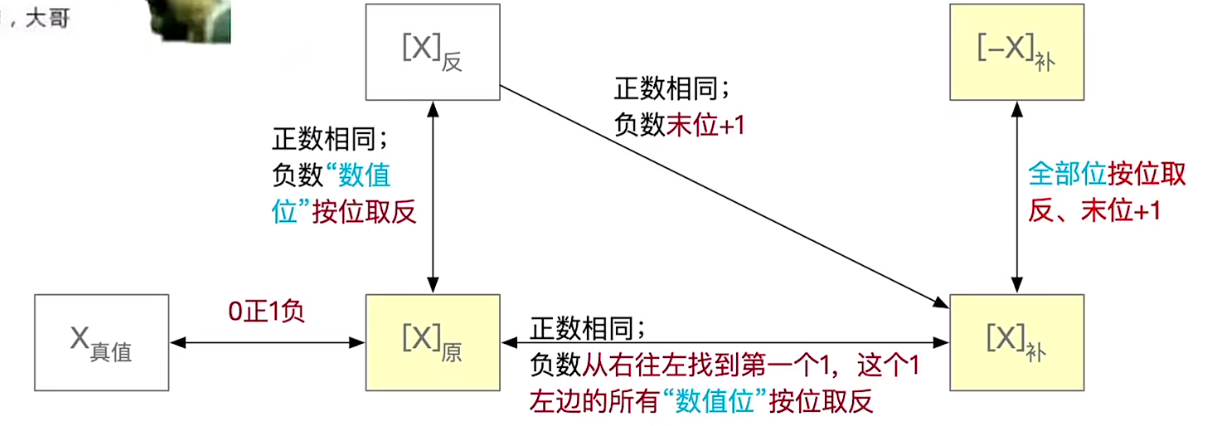 ，大哥
[X]反
[-X]补
正数相同；
负数末位+1
正数相同；
负数“数值
位”按位取反
全部位按位取
反、末位+1
0正1负
X真值
[X]原
正数相同；
[X]补
负数从右往左找到第一个1，这个1
左边的所有“数值位”按位取反